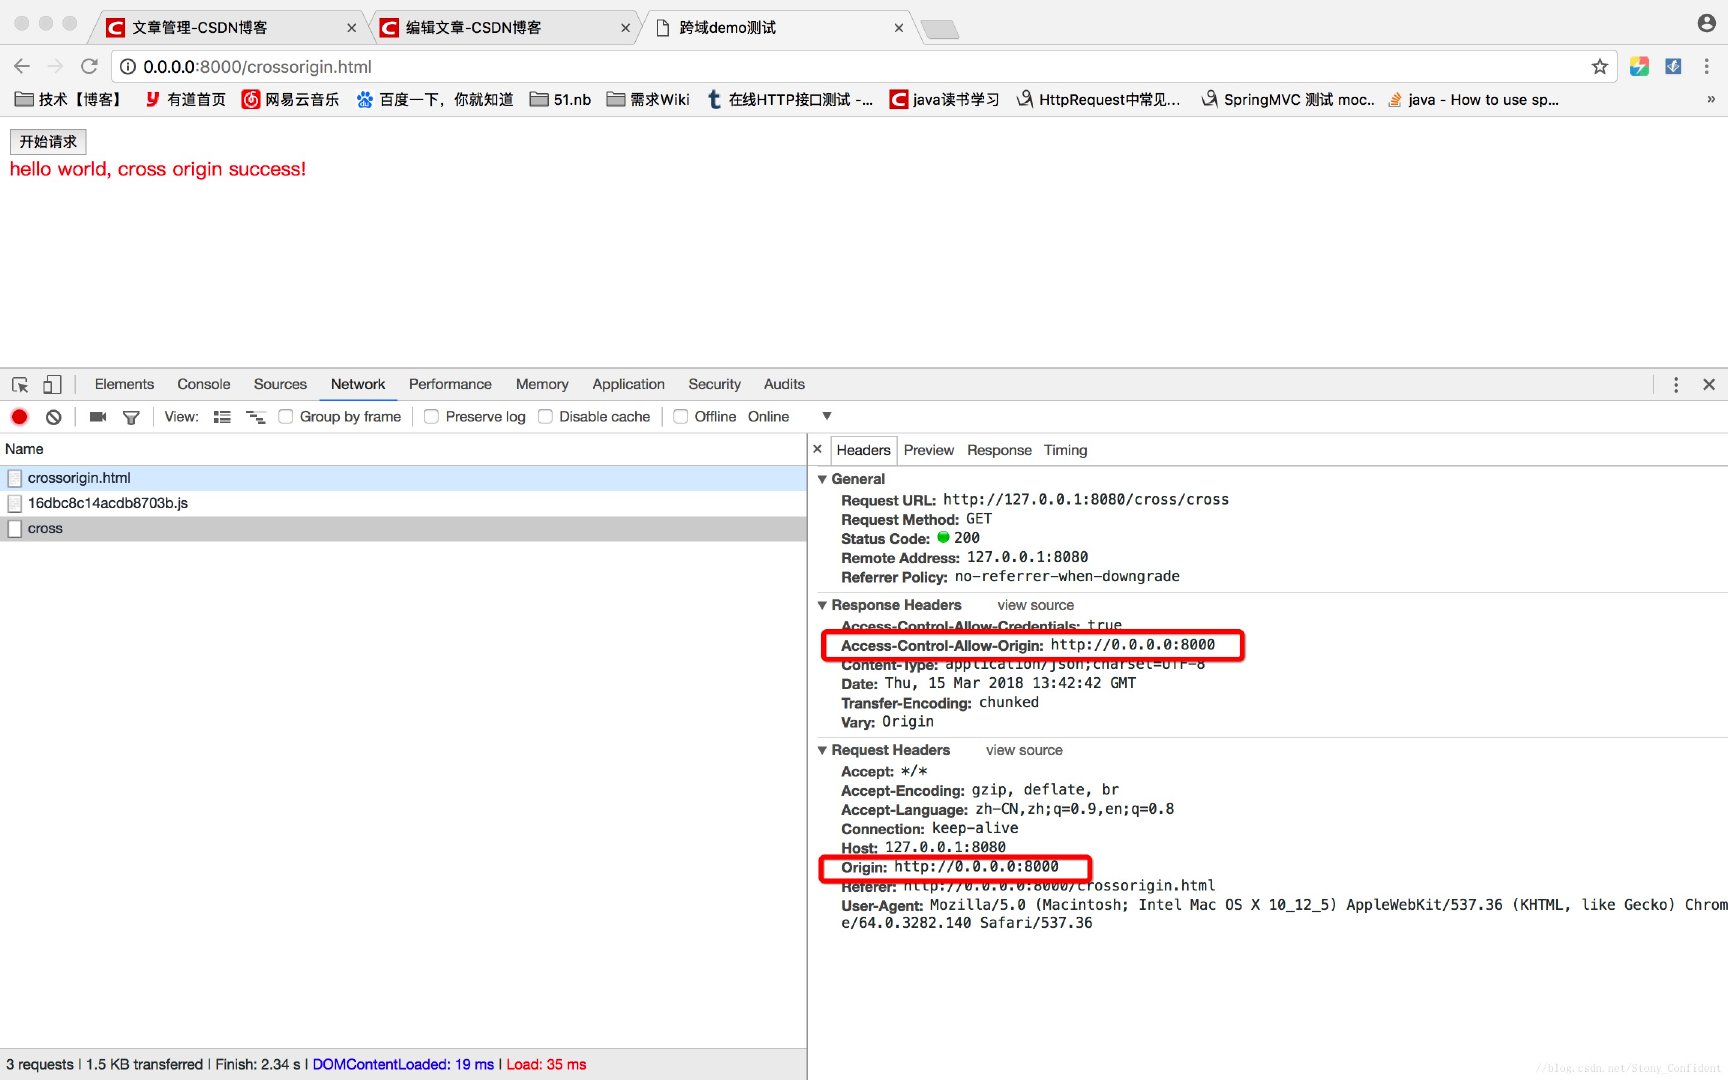 文章管理-CSDN博客
编辑文章-CSDN博客
跨域demo测试
0.0.0.0:8000/crossorigin.html
技术【博客】
有道首页
网易云音乐
百度一下，你就知道
51.nb
需求Wiki
在线HTTP接口测试 -...
java读书学习
HttpRequest中常见...
SpringMVC 测试 moc..
java - How to use sp...
»
开始请求
hello world, cross origin success!
Elements Console Sources Network Performance Memory Application Security Audits
View: Group by frame Preserve log Disable cache Offline Online
Name
crossorigin.html
16dbc8c14acdb8703b.js
cross
Headers Preview Response Timing
General
Request URL: http://127.0.0.1:8080/cross/cross
Request Method: GET
Status Code: 200
Remote Address: 127.0.0.1:8080
Referrer Policy: no-referrer-when-downgrade
Response Headers view source
Access-Control-Allow-Credentials: true
Access-Control-Allow-Origin: http://0.0.0.0:8000
Content-Type: application/json;charset=UTF-8
Date: Thu, 15 Mar 2018 13:42:42 GMT
Transfer-Encoding: chunked
Vary: Origin
Request Headers view source
Accept: */*
Accept-Encoding: gzip, deflate, br
Accept-Language: zh-CN,zh;q=0.9,en;q=0.8
Connection: keep-alive
Host: 127.0.0.1:8080
Origin: http://0.0.0.0:8000
Referer: http://0.0.0.0:8000/crossorigin.html
User-Agent: Mozilla/5.0 (Macintosh; Intel Mac OS X 10_12_5) AppleWebKit/537.36 (KHTML, like Gecko) Chrom
e/64.0.3282.140 Safari/537.36
3 requests | 1.5 KB transferred | Finish: 2.34 s | DOMContentLoaded: 19 ms | Load: 35 ms
//blog.csdn.net/Stony_Confident